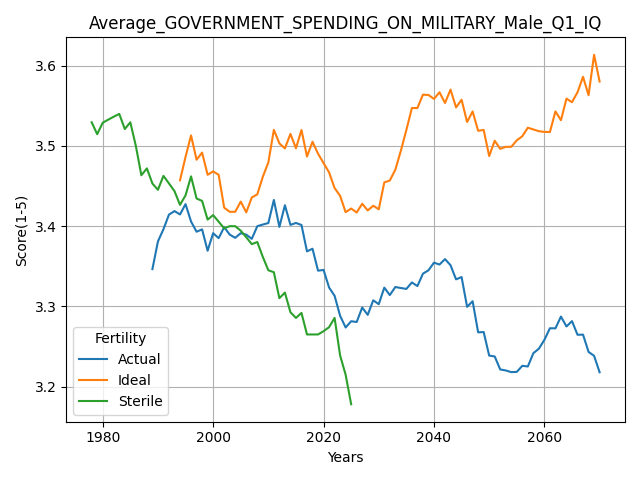 Average_GOVERNMENT_SPENDING_ON_MILITARY_Male_Q1_IQ
3.6
3.5
3.4
3.3
3.2
Score(1-5)
Fertility
Actual
Ideal
Sterile
1980
2000
2020
2040
2060
Years